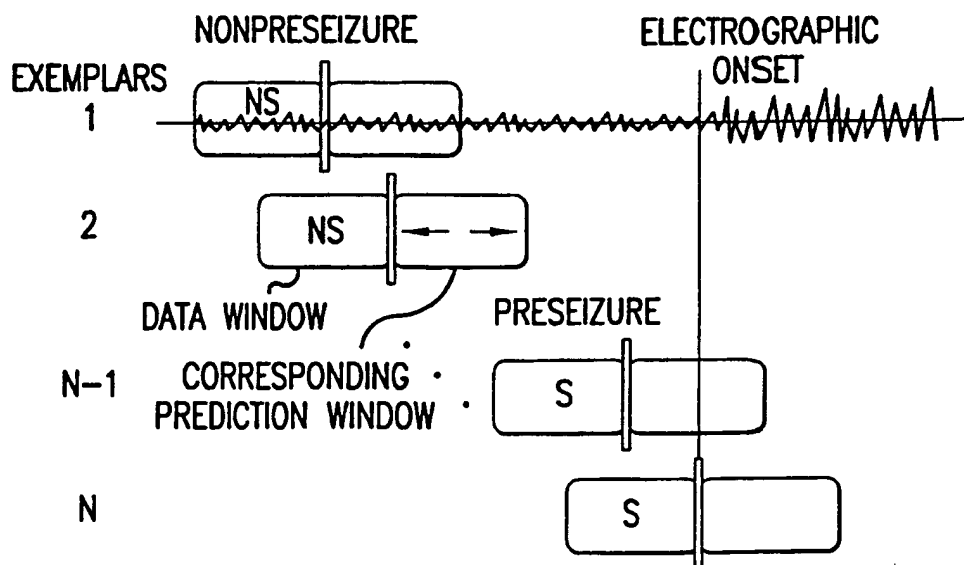 NONPRESEIZURE
ELECTROGRAPHIC
ONSET
EXEMPLARS
1
NS
2
NS
DATA WINDOW
PRESEIZURE
N-1
CORRESPONDING
PREDICTION WINDOW
S
N
S